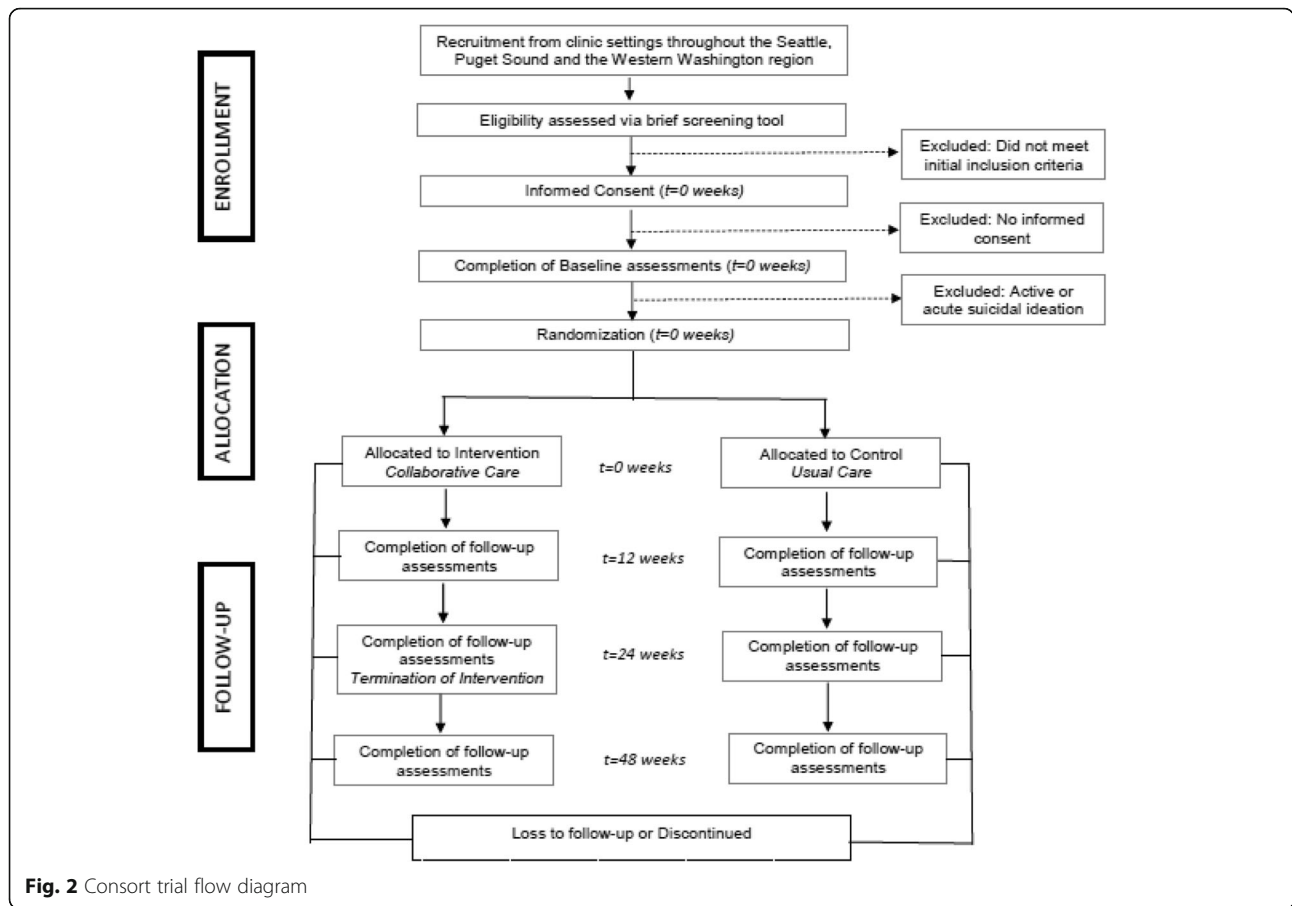 ENROLLMENT
Recruitment from clinic settings throughout the Seattle,
Puget Sound and the Western Washington region
Eligibility assessed via brief screening tool
Excluded: Did not meet
initial inclusion criteria
Informed Consent (t=0 weeks)
Excluded: No informed
consent
Completion of Baseline assessments (t=0 weeks)
Excluded: Active or
acute suicidal ideation
ALLOCATION
Randomization (t=0 weeks)
Allocated to Intervention
Collaborative Care
t=0 weeks
Allocated to Control
Usual Care
FOLLOW-UP
Completion of follow-up
assessments
t=12 weeks
Completion of follow-up
assessments
Completion of follow-up
assessments
Termination of Intervention
t=24 weeks
Completion of follow-up
assessments
Completion of follow-up
assessments
t=48 weeks
Completion of follow-up
assessments
Loss to follow-up or Discontinued
Fig. 2 Consort trial flow diagram